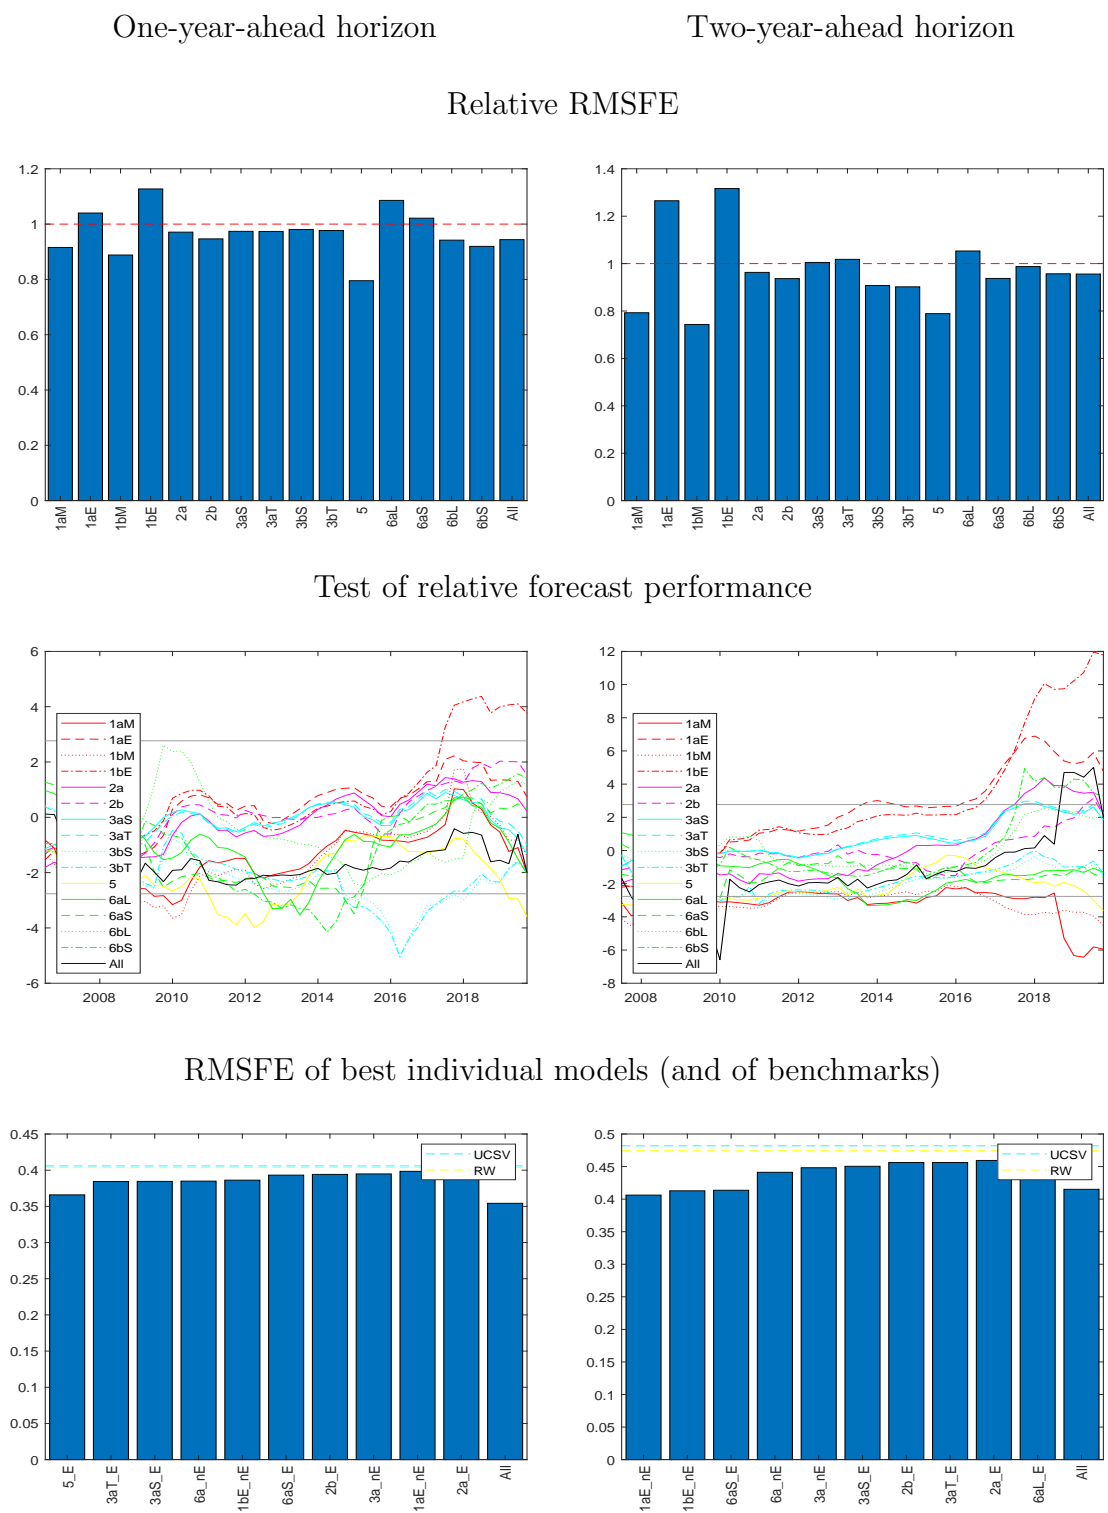 One-year-ahead horizon
Two-year-ahead horizon
Relative RMSFE
1.2
1
0.8
0.6
0.4
0.2
0
1aM 1aE 1bM 1bE 2a 2b 3aS 3aT 3bS 3bT 5 6aL 6aS 6bL 6bS All
1.4
1.2
1
0.8
0.6
0.4
0.2
0
1aM 1aE 1bM 1bE 2a 2b 3aS 3aT 3bS 3bT 5 6aL 6aS 6bL 6bS All
Test of relative forecast performance
6
4
2
0
-2
-4
-6
1aM
1aE
1bM
1bE
2a
2b
3aS
3aT
3bS
3bT
5
6aL
6aS
6bL
6bS
All
2008 2010 2012 2014 2016 2018
12
10
8
6
4
2
0
-2
-4
-6
-8
1aM
1aE
1bM
1bE
2a
2b
3aS
3aT
3bS
3bT
5
6aL
6aS
6bL
6bS
All
2008 2010 2012 2014 2016 2018
RMSFE of best individual models (and of benchmarks)
0.45
0.4
0.35
0.3
0.25
0.2
0.15
0.1
0.05
0
UCSV
RW
5_E 3aT_E 3aS_E 6a_nE 1bE_nE 6aS_E 2b_E 3a_nE 1aE_nE 2a_E All
0.5
0.45
0.4
0.35
0.3
0.25
0.2
0.15
0.1
0.05
0
UCSV
RW
1aE_nE 1bE_nE 6aS_E 6a_nE 3a_nE 3aS_E 2b_E 3aT_E 2a_E 6aL_E All